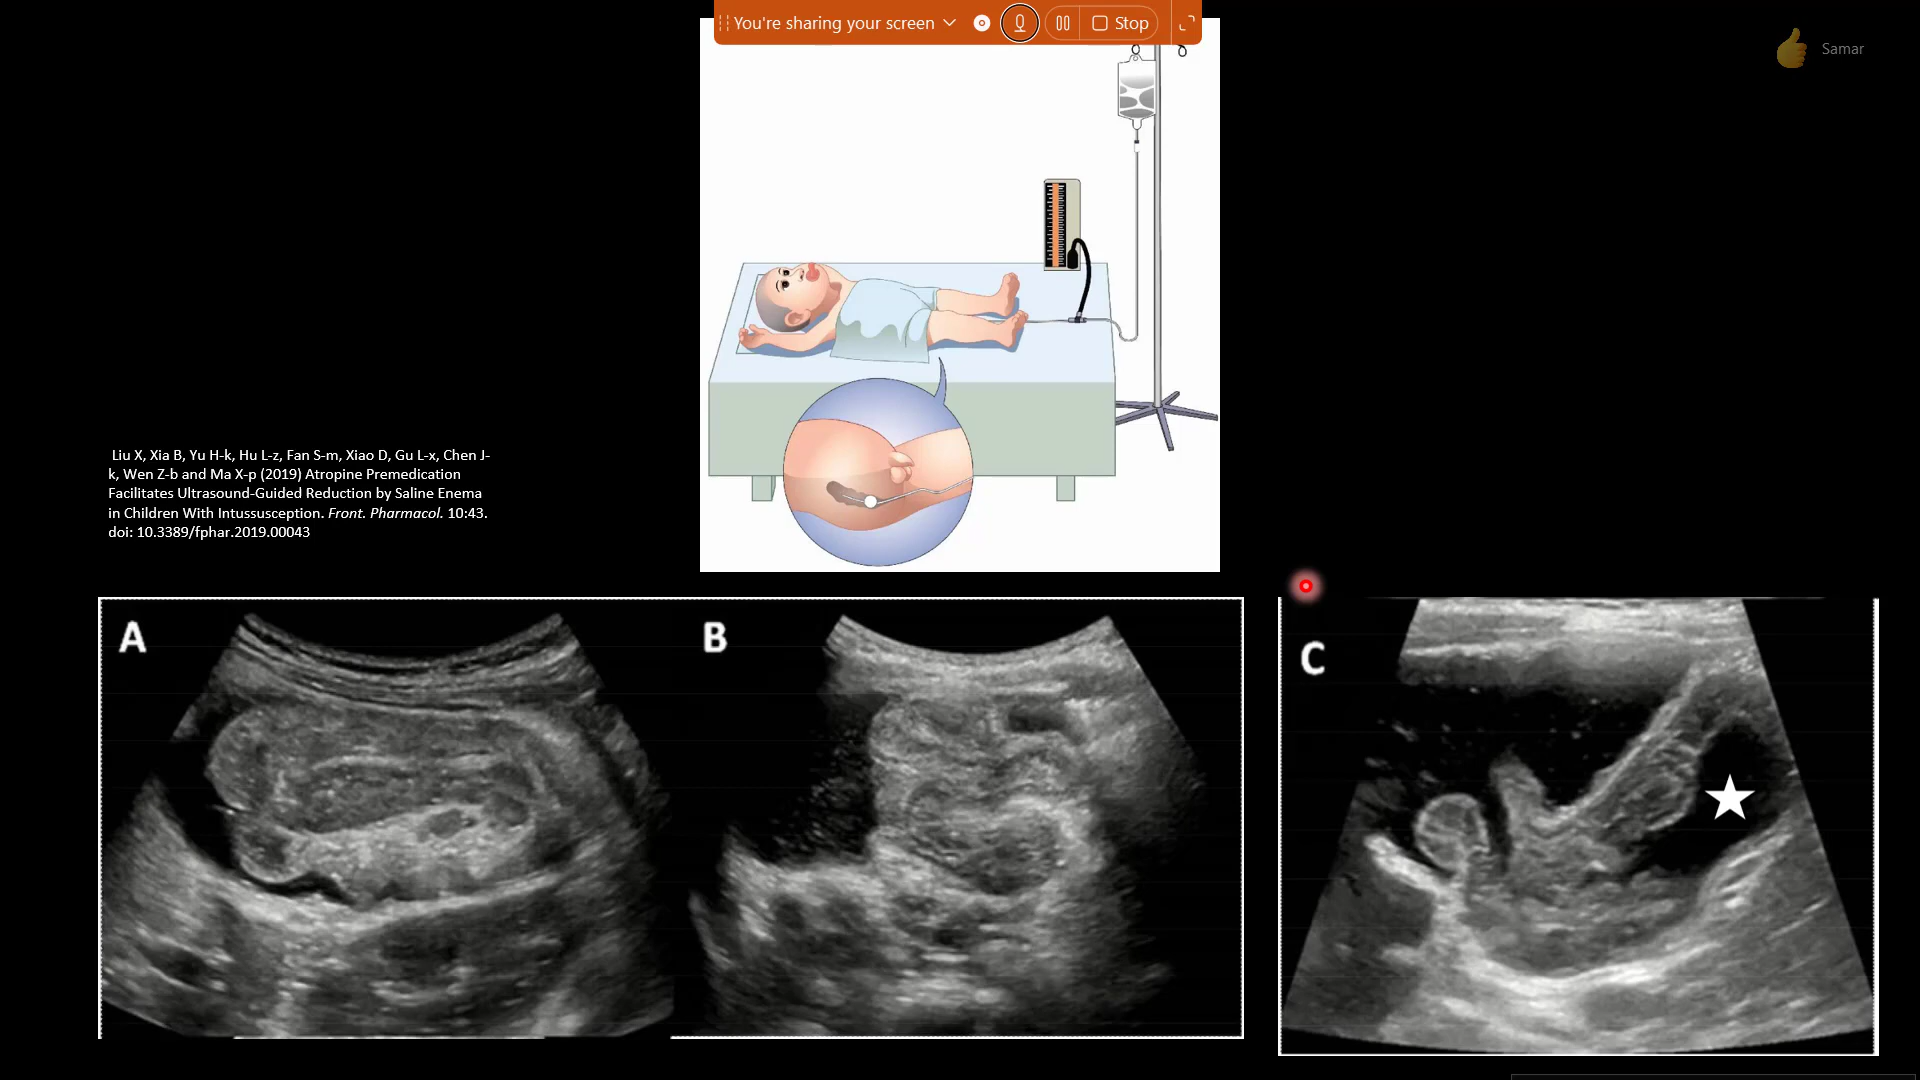 You're sharing your screen
Stop
Samar
Liu X, Xia B, Yu H-k, Hu L-z, Fan S-m, Xiao D, Gu L-x, Chen J-
k, Wen Z-b and Ma X-p (2019) Atropine Premedication
Facilitates Ultrasound-Guided Reduction by Saline Enema
in Children With Intussusception. Front. Pharmacol. 10:43.
doi: 10.3389/fphar.2019.00043
A
B
C